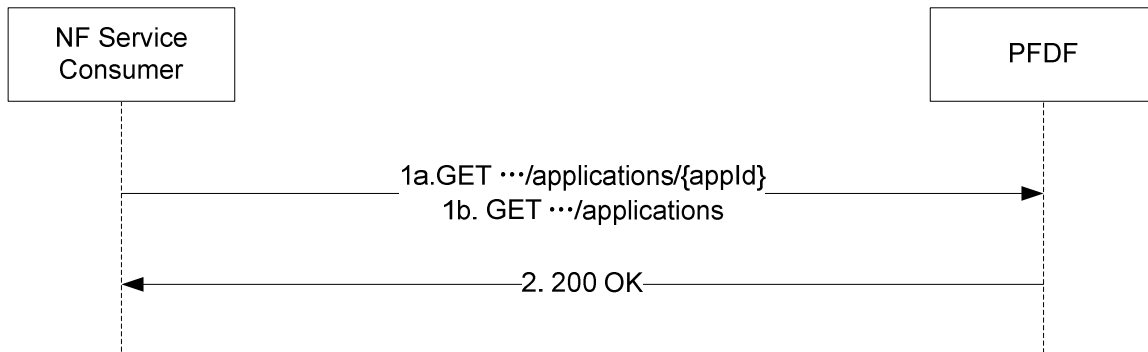 NF Service
Consumer
PFDF
1a.GET ···/applications/{appId}
1b. GET ···/applications
2. 200 OK